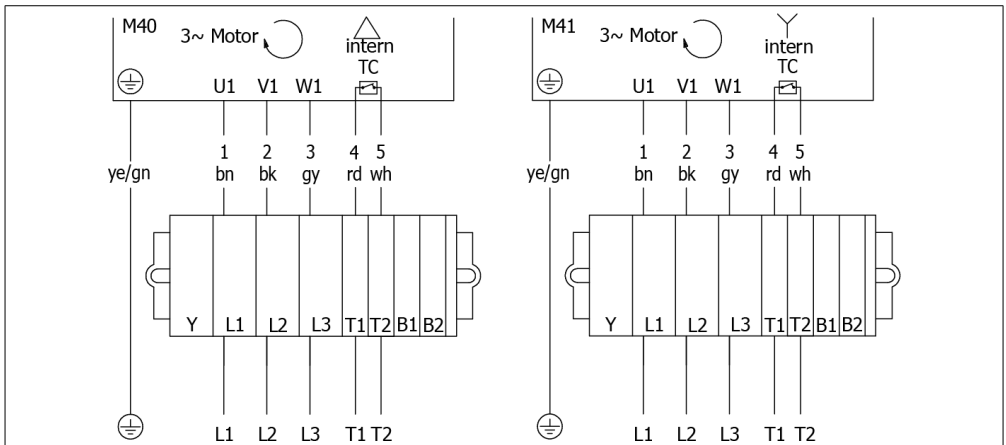 M40 3~ Motor intern TC
U1 V1 W1
1 2 3 4 5
ye/gn bn bk gy rd wh
Y L1 L2 L3 T1 T2 B1 B2
L1 L2 L3 T1 T2
M41 3~ Motor intern TC
U1 V1 W1
1 2 3 4 5
ye/gn bn bk gy rd wh
Y L1 L2 L3 T1 T2 B1 B2
L1 L2 L3 T1 T2